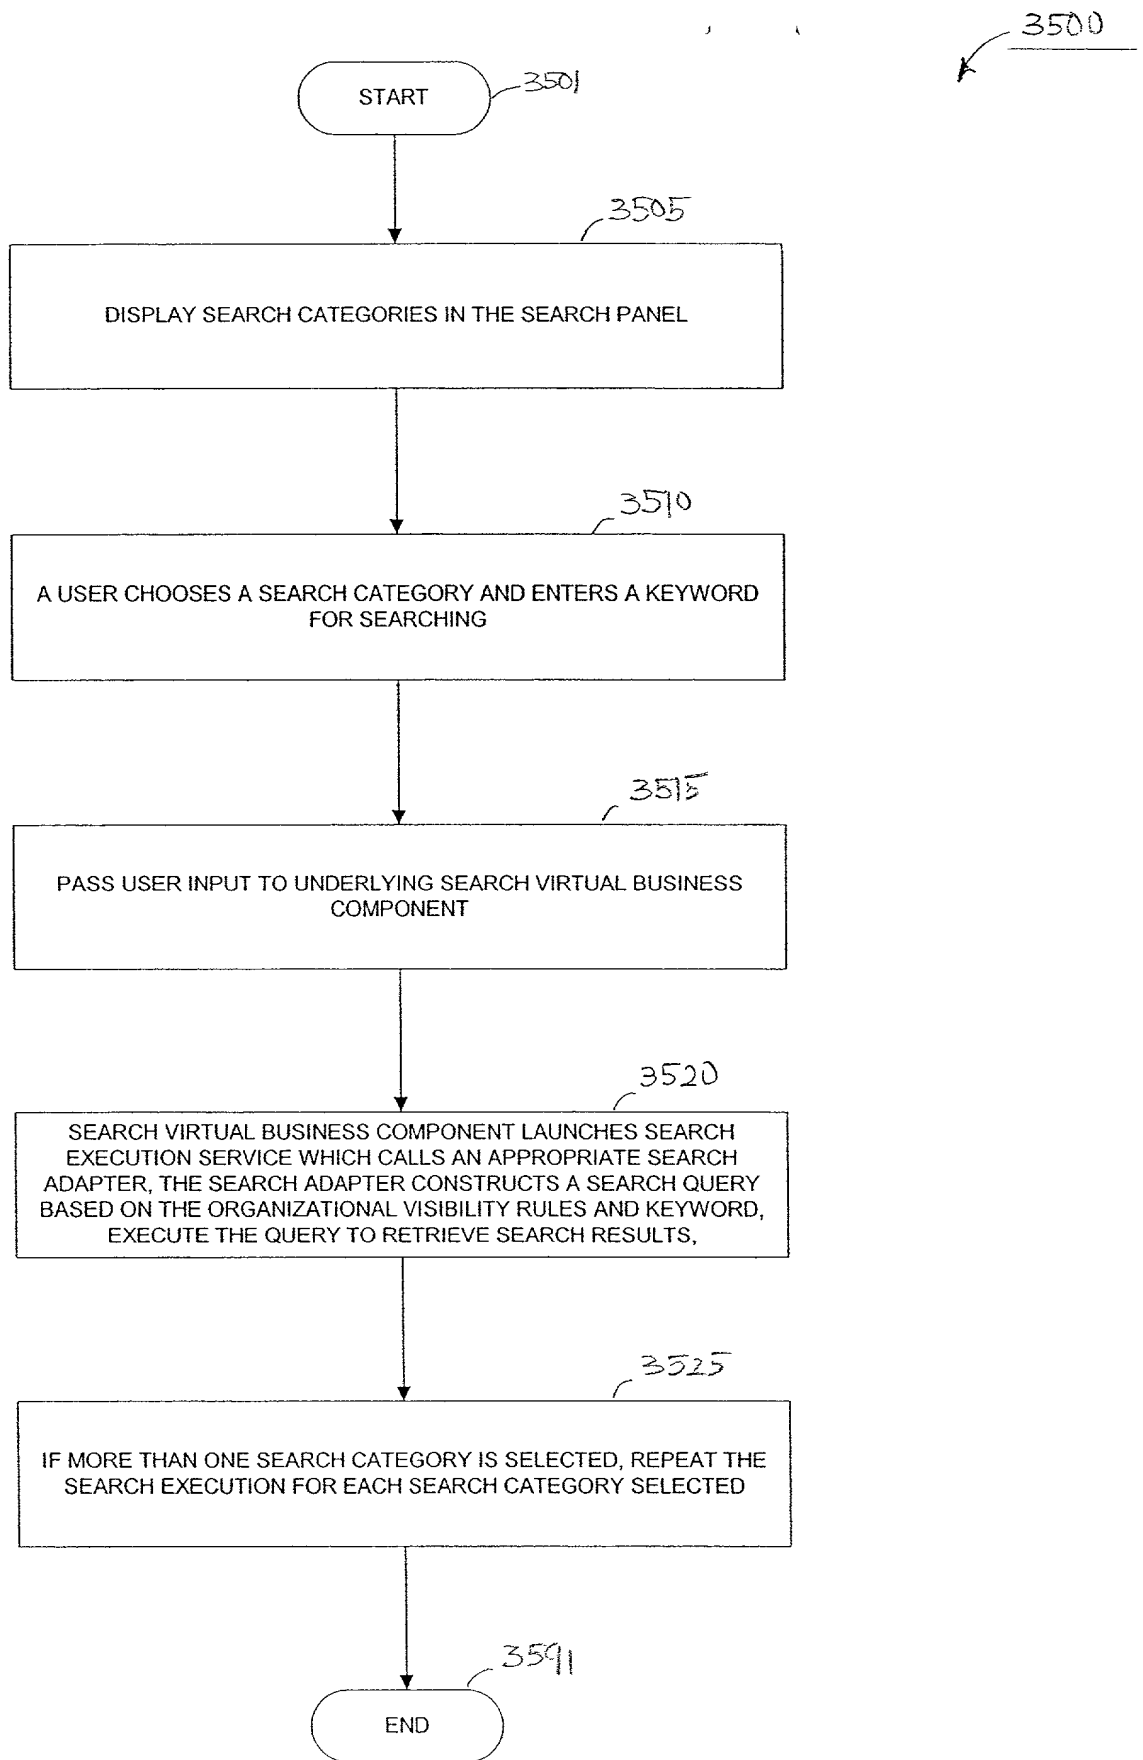 3500
START
3501
3505
DISPLAY SEARCH CATEGORIES IN THE SEARCH PANEL
3510
A USER CHOOSES A SEARCH CATEGORY AND ENTERS A KEYWORD
FOR SEARCHING
3515
PASS USER INPUT TO UNDERLYING SEARCH VIRTUAL BUSINESS
COMPONENT
3520
SEARCH VIRTUAL BUSINESS COMPONENT LAUNCHES SEARCH
EXECUTION SERVICE WHICH CALLS AN APPROPRIATE SEARCH
ADAPTER, THE SEARCH ADAPTER CONSTRUCTS A SEARCH QUERY
BASED ON THE ORGANIZATIONAL VISIBILITY RULES AND KEYWORD,
EXECUTE THE QUERY TO RETRIEVE SEARCH RESULTS,
3525
IF MORE THAN ONE SEARCH CATEGORY IS SELECTED, REPEAT THE
SEARCH EXECUTION FOR EACH SEARCH CATEGORY SELECTED
3591
END